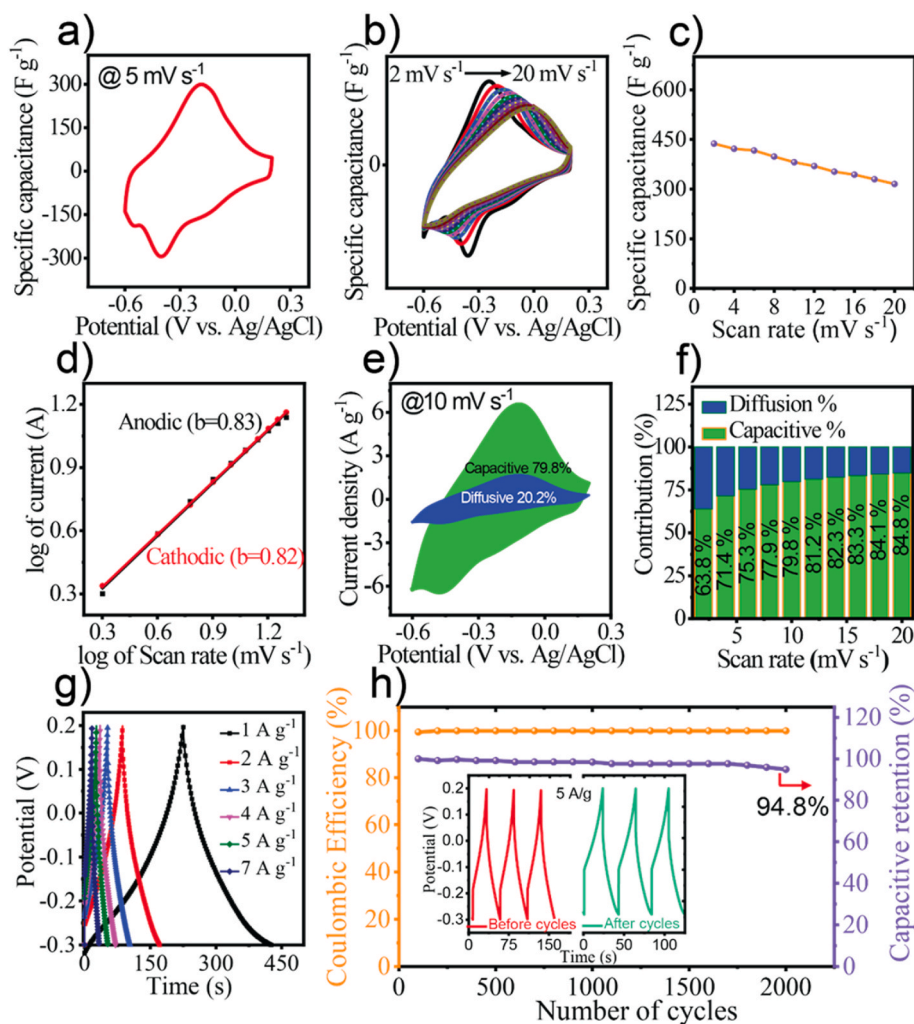 a)
@ 5 mV s⁻¹
Specific capacitance (F g⁻¹)
300
150
0
-150
-300
-0.6 -0.3 0.0 0.3
Potential (V vs. Ag/AgCl)
b)
2 mV s⁻¹ 20 mV s⁻¹
Specific capacitance (F g⁻¹)
0
-0.6 -0.3 0.0 0.3
Potential (V vs. Ag/AgCl)
c)
Specific capacitance (F g⁻¹)
600
450
300
150
0
0 4 8 12 16 20
Scan rate (mV s⁻¹)
d)
log of current (A)
1.2
0.9
0.6
0.3
Anodic (b=0.83)
Cathodic (b=0.82)
0.3 0.6 0.9 1.2
log of Scan rate (mV s⁻¹)
e)
@10 mV s⁻¹
Current density (A g⁻¹)
6
3
0
-3
-6
Capacitive 79.8%
Diffusive 20.2%
-0.6 -0.3 0.0 0.3
Potential (V vs. Ag/AgCl)
f)
Diffusion %
Capacitive %
Contribution (%)
100
75
50
25
0
63.8 %
71.4 %
75.3 %
77.9 %
79.8 %
81.2 %
82.3 %
83.3 %
84.1 %
84.8 %
5 10 15 20
Scan rate (mV s⁻¹)
g)
Potential (V)
0.2
0.1
0.0
-0.1
-0.2
-0.3
1 A g⁻¹
2 A g⁻¹
3 A g⁻¹
4 A g⁻¹
5 A g⁻¹
7 A g⁻¹
0 150 300 450
Time (s)
h)
Coulombic Efficiency (%)
100
80
60
40
20
0
Capacitive retention (%)
120
100
80
60
40
20
0
94.8%
5 A/g
Potential (V)
0.2
0.1
0.0
-0.1
-0.2
-0.3
Before cycles
After cycles
0 75 150 0 50 100
Time (s)
500 1000 1500 2000
Number of cycles